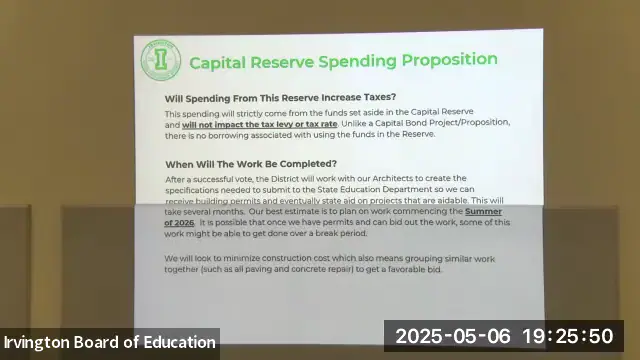 I
Capital Reserve Spending Proposition
Will Spending From This Reserve Increase Taxes?
This spending will strictly come from the funds set aside in the Capital Reserve
and will not impact the tax levy or tax rate. Unlike a Capital Bond Project/Proposition,
there is no borrowing associated with using the funds in the Reserve.
When Will The Work Be Completed?
After a successful vote, the District will work with our Architects to create the
specifications needed to submit to the State Education Department so we can
receive building permits and eventually state aid on projects that are aidable. This will
take several months. Our best estimate is to plan on work commencing the Summer
of 2026. It is possible that once we have permits and can bid out the work, some of this
work might be able to get done over a break period.
We will look to minimize construction cost which also means grouping similar work
together (such as all paving and concrete repair) to get a favorable bid.
Irvington Board of Education
2025-05-06 19:25:50